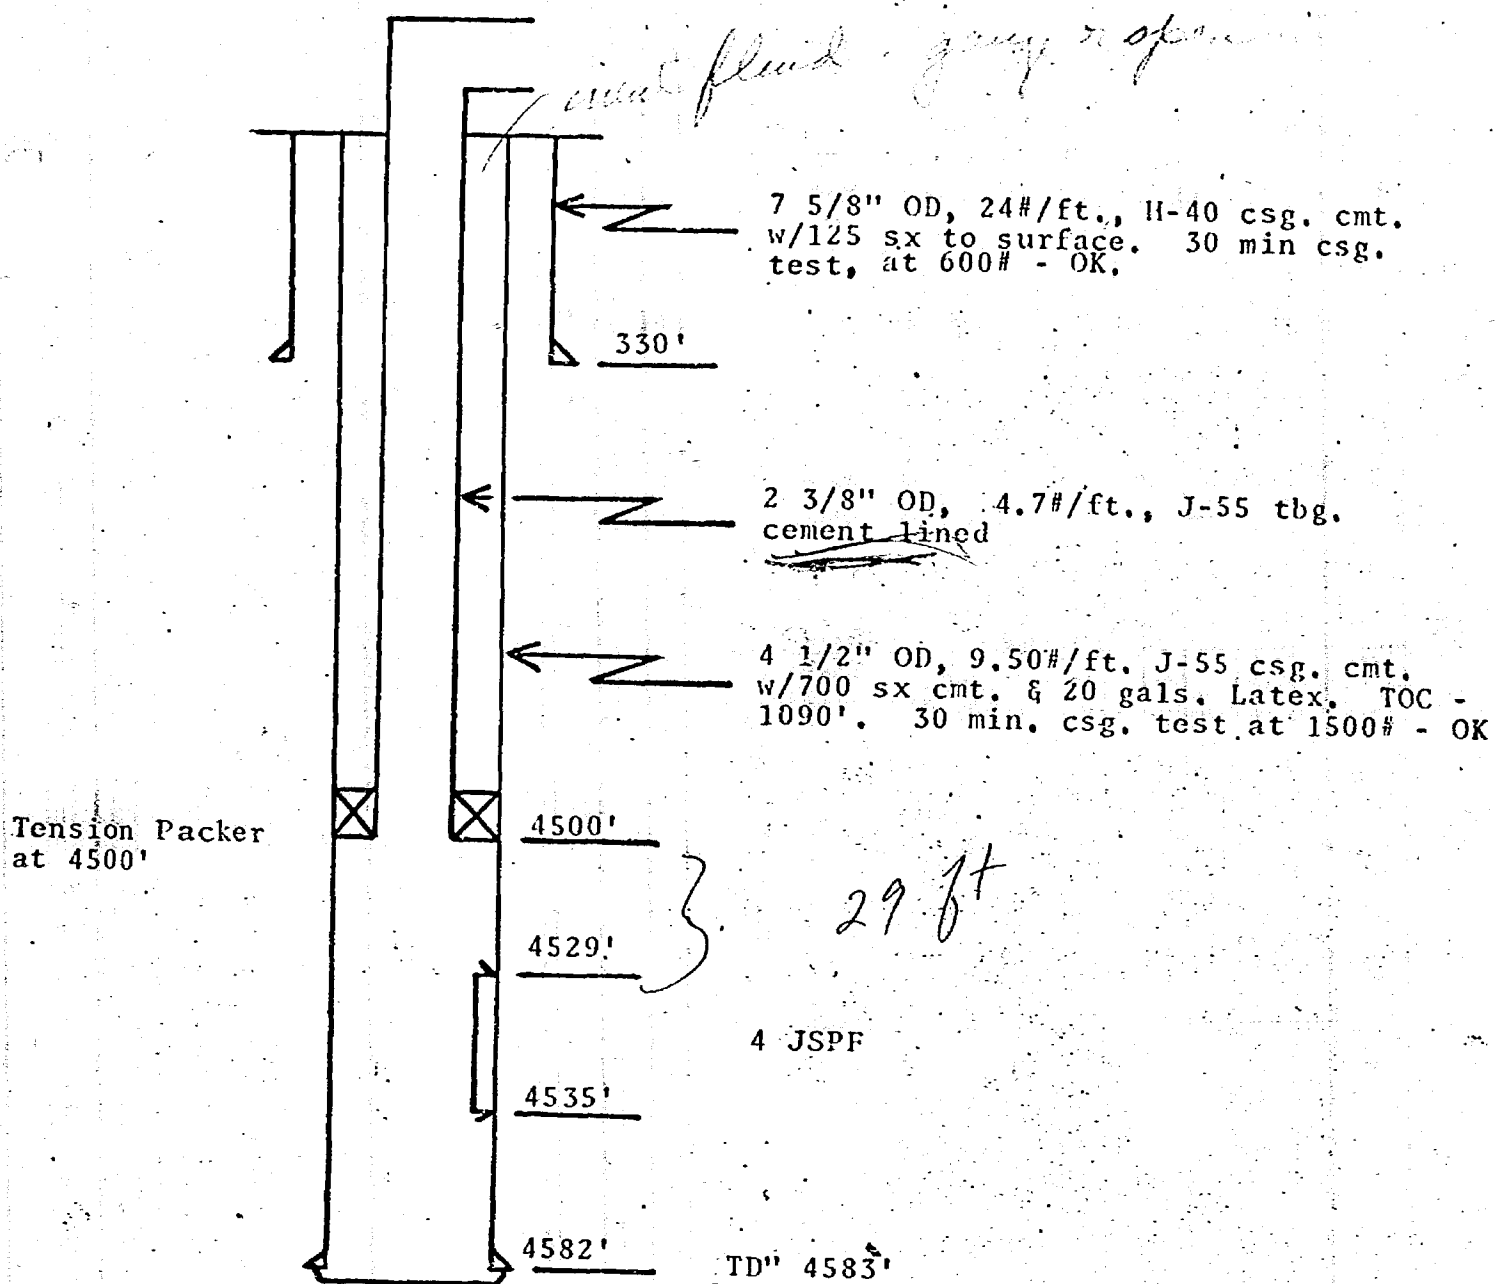 fluid
7 5/8" OD, 24#/ft., H-40 csg. cmt.
w/125 sx to surface. 30 min csg.
test, at 600# - OK.
330'
2 3/8" OD, 4.7#/ft., J-55 tbg.
cement lined
4 1/2" OD, 9.50#/ft. J-55 csg. cmt.
w/700 sx cmt. & 20 gals. Latex. TOC -
1090'. 30 min. csg. test at 1500# - OK
Tension Packer
at 4500'
4500'
29 ft
4529'
4 JSPF
4535'
4582'
TD" 4583'